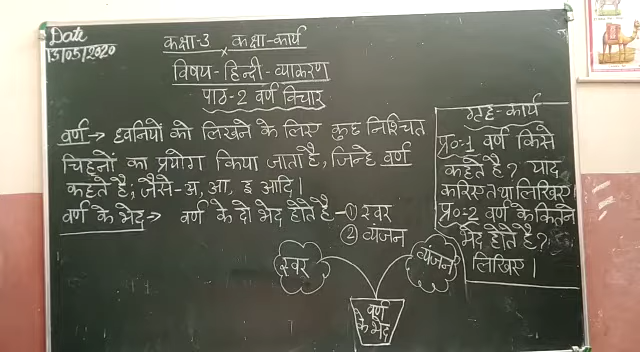 Date
13/05/2020
कक्षा-3 कक्षा-कार्य
विषय-हिन्दी-व्याकरण
पाठ-2 वर्ण विचार
वर्ण → ध्वनियों को लिखने के लिए कुछ निश्चित
चिह्नों का प्रयोग किया जाता है, जिन्हे वर्ण
कहते है; जैसे-अ, आ, इ आदि।
वर्ण के भेद → वर्ण के दो भेद होते है-① स्वर
② व्यंजन
स्वर
व्यंजन
वर्ण
के भेद
गृह-कार्य
प्र०-1 वर्ण किसे
कहते है? याद
करिए तथा लिखिए।
प्र०-2 वर्ण के कितने
भेद होते है?
लिखिए।